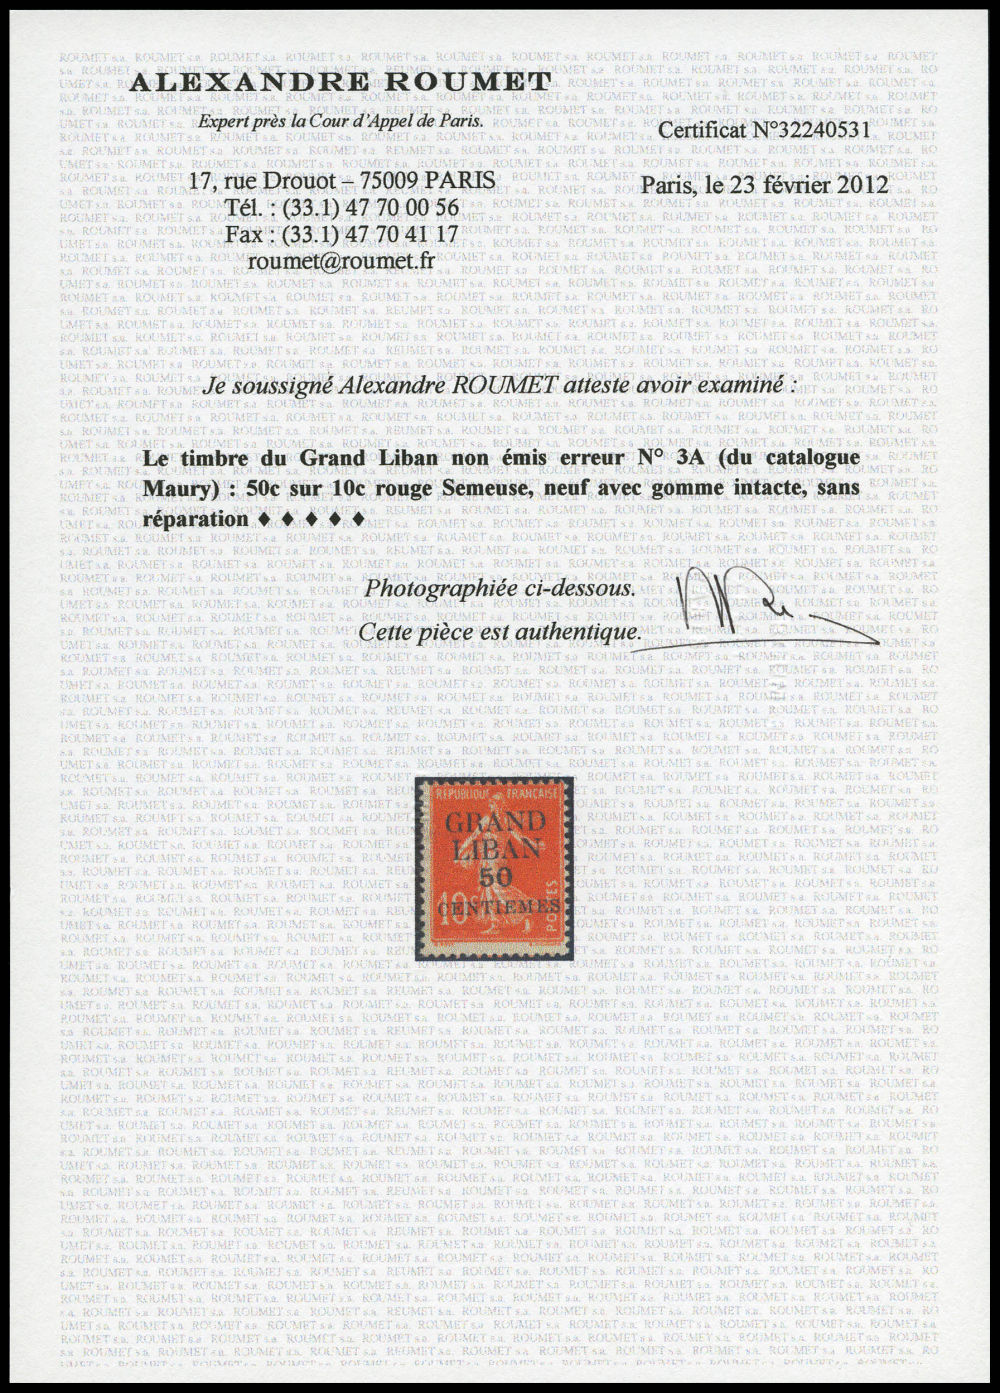 ALEXANDRE ROUMET
Expert près la Cour d'Appel de Paris.
Certificat N°32240531
17, rue Drouot – 75009 PARIS
Paris, le 23 février 2012
Tél. : (33.1) 47 70 00 56
Fax : (33.1) 47 70 41 17
roumet@roumet.fr
Je soussigné Alexandre ROUMET atteste avoir examiné :
Le timbre du Grand Liban non émis erreur N° 3A (du catalogue
Maury) : 50c sur 10c rouge Semeuse, neuf avec gomme intacte, sans
réparation ♦ ♦ ♦ ♦ ♦
Photographiée ci-dessous.
Cette pièce est authentique.
REPUBLIQUE FRANÇAISE
GRAND
LIBAN
50
10c
CENTIEMES
POSTES